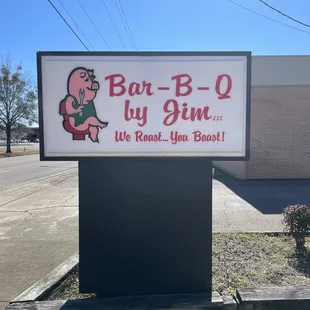 Bar-B-Q
by Jim LLC
We Roast... You Boast!